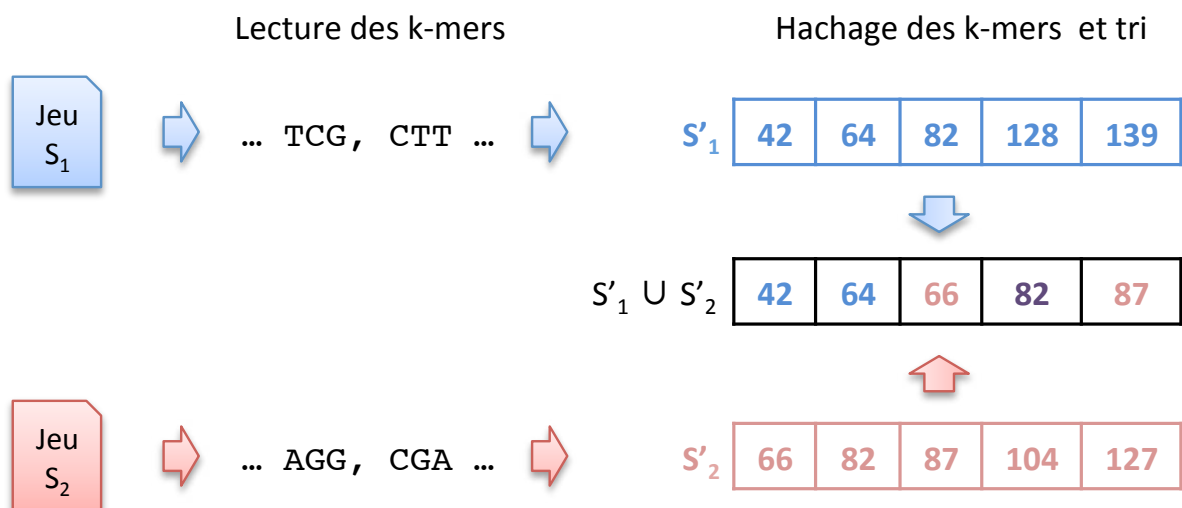 Lecture des k-mers
Hachage des k-mers et tri
Jeu
S₁
… TCG, CTT …
S'₁ 42 64 82 128 139
S'₁ ∪ S'₂ 42 64 66 82 87
Jeu
S₂
… AGG, CGA …
S'₂ 66 82 87 104 127